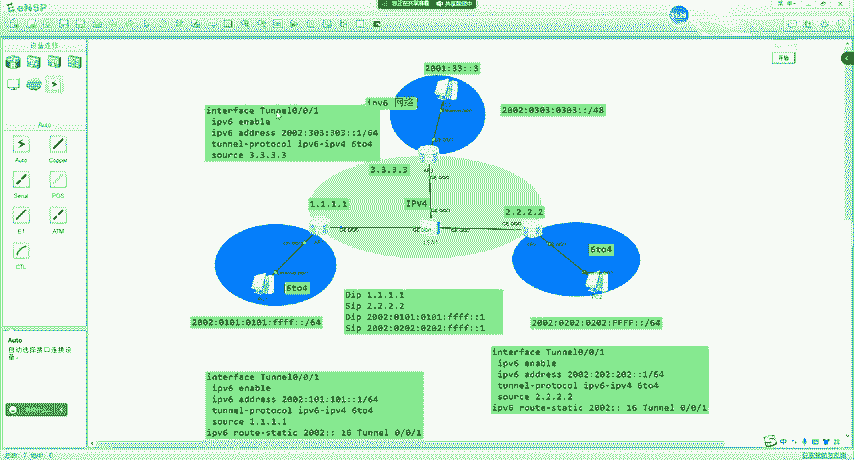 eNSP
Auto
Auto
Copper
Serial
POS
E1
ATM
CTL
Auto
自动选择接口连接设备。
2001:33::3
ipv6 网络
2002:0303:0303::/48
interface Tunnel0/0/1
ipv6 enable
ipv6 address 2002:303:303::1/64
tunnel-protocol ipv6-ipv4 6to4
source 3.3.3.3
3.3.3.3
1.1.1.1
IPV4
2.2.2.2
6to4
6to4
2002:0101:0101:ffff::/64
Dip 1.1.1.1
Sip 2.2.2.2
Dip 2002:0101:0101:ffff::1
Sip 2002:0202:0202:ffff::1
2002:0202:0202:FFFF::/64
interface Tunnel0/0/1
ipv6 enable
ipv6 address 2002:202:202::1/64
tunnel-protocol ipv6-ipv4 6to4
source 2.2.2.2
ipv6 route-static 2002:: 16 Tunnel 0/0/1
interface Tunnel0/0/1
ipv6 enable
ipv6 address 2002:101:101::1/64
tunnel-protocol ipv6-ipv4 6to4
source 1.1.1.1
ipv6 route-static 2002:: 16 Tunnel 0/0/1